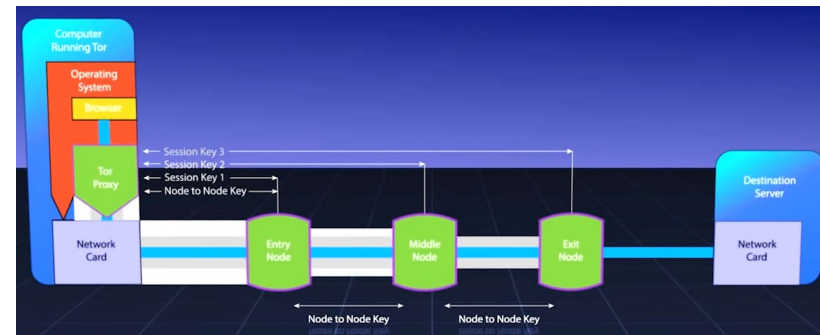 Computer
Running Tor
Operating
System
Browser
Tor
Proxy
Network
Card
Session Key 3
Session Key 2
Session Key 1
Node to Node Key
Entry
Node
Middle
Node
Exit
Node
Destination
Server
Network
Card
Node to Node Key
Node to Node Key